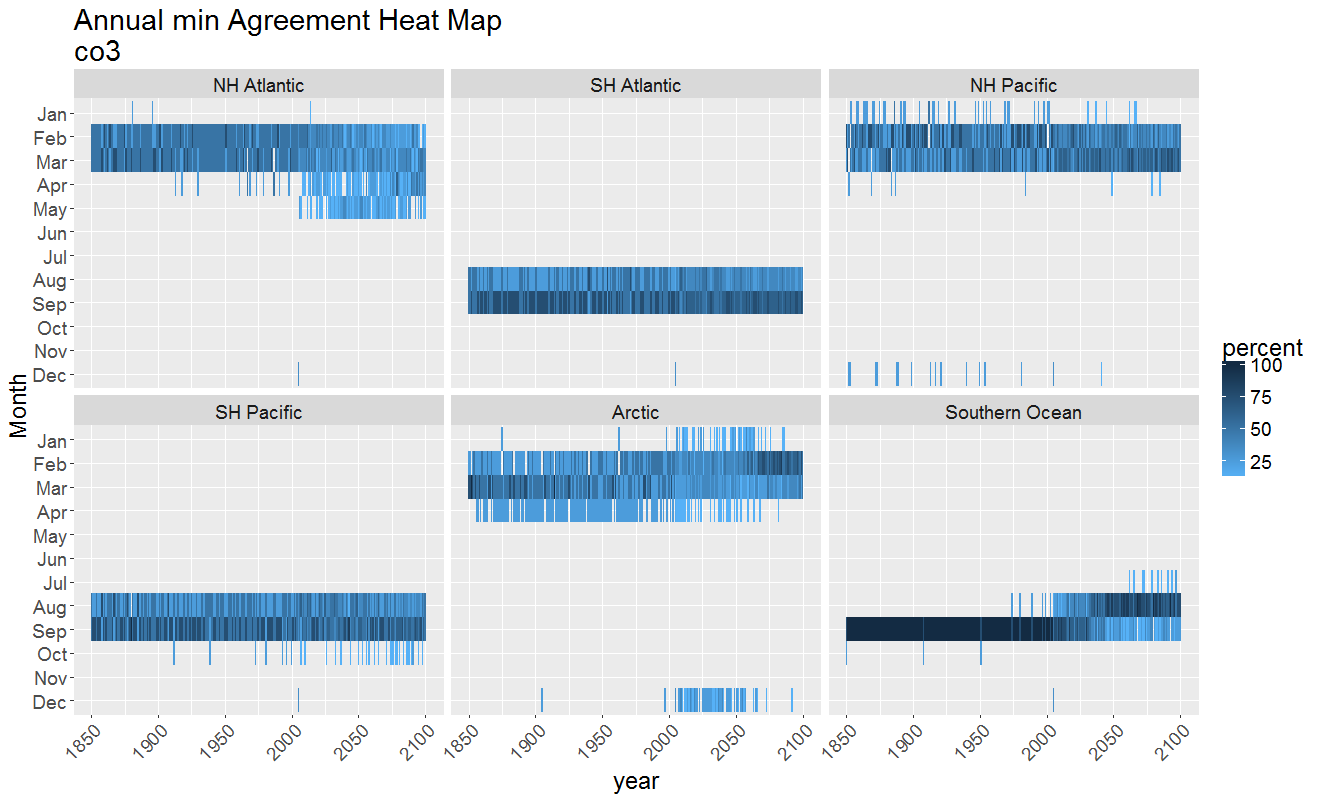 Annual min Agreement Heat Map
co3
NH Atlantic
SH Atlantic
NH Pacific
Jan
Feb
Mar
Apr
May
Jun
Jul
Aug
Sep
Oct
Nov
Dec
SH Pacific
Arctic
Southern Ocean
Jan
Feb
Mar
Apr
May
Jun
Jul
Aug
Sep
Oct
Nov
Dec
Month
1850 1900 1950 2000 2050 2100
1850 1900 1950 2000 2050 2100
1850 1900 1950 2000 2050 2100
year
percent
100
75
50
25